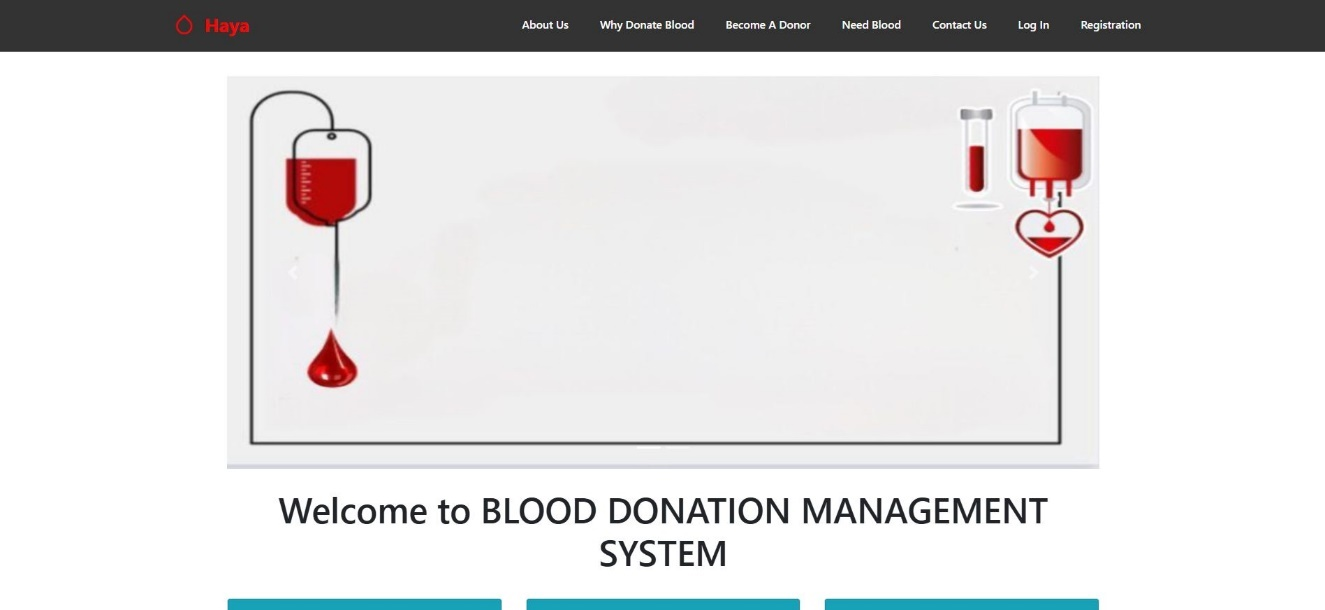 Haya
About Us
Why Donate Blood
Become A Donor
Need Blood
Contact Us
Log In
Registration
Welcome to BLOOD DONATION MANAGEMENT
SYSTEM